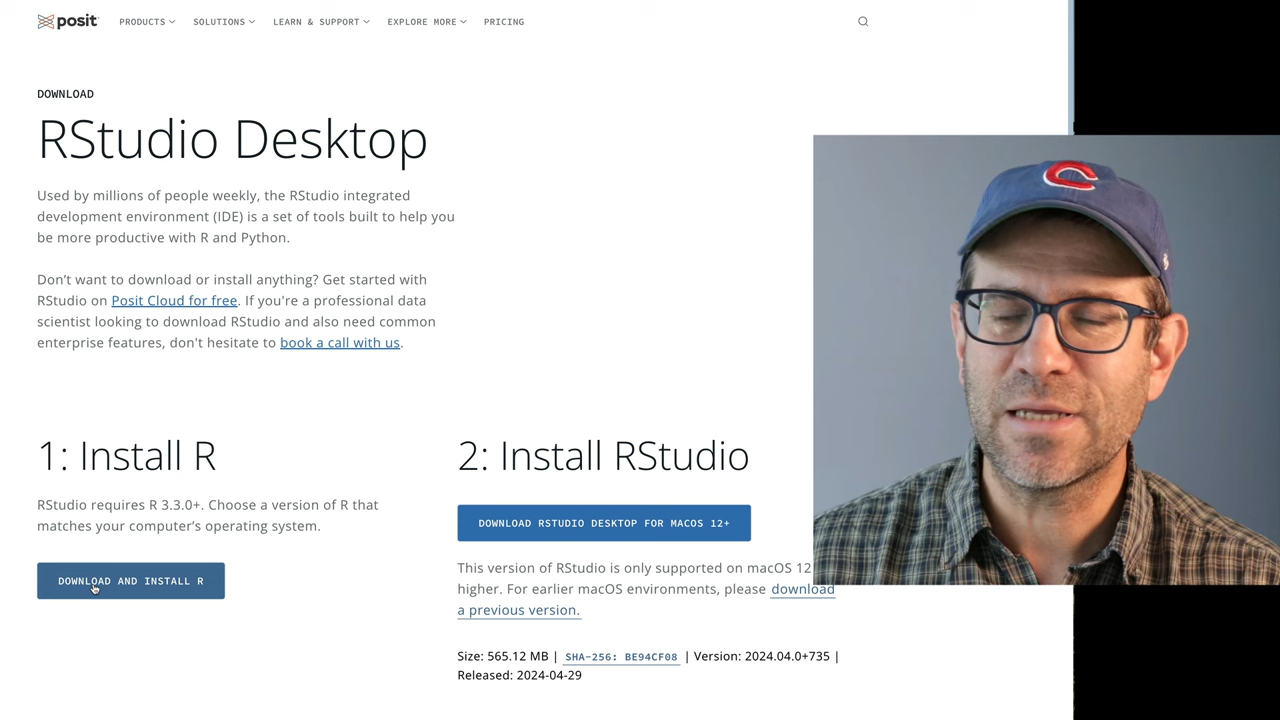 posit
PRODUCTS SOLUTIONS LEARN & SUPPORT EXPLORE MORE PRICING
DOWNLOAD
RStudio Desktop
Used by millions of people weekly, the RStudio integrated
development environment (IDE) is a set of tools built to help you
be more productive with R and Python.
Don’t want to download or install anything? Get started with
RStudio on Posit Cloud for free. If you're a professional data
scientist looking to download RStudio and also need common
enterprise features, don't hesitate to book a call with us.
1: Install R
RStudio requires R 3.3.0+. Choose a version of R that
matches your computer’s operating system.
DOWNLOAD AND INSTALL R
2: Install RStudio
DOWNLOAD RSTUDIO DESKTOP FOR MACOS 12+
This version of RStudio is only supported on macOS 12
higher. For earlier macOS environments, please download
a previous version.
Size: 565.12 MB | SHA-256: BE94CF08 | Version: 2024.04.0+735 |
Released: 2024-04-29
C